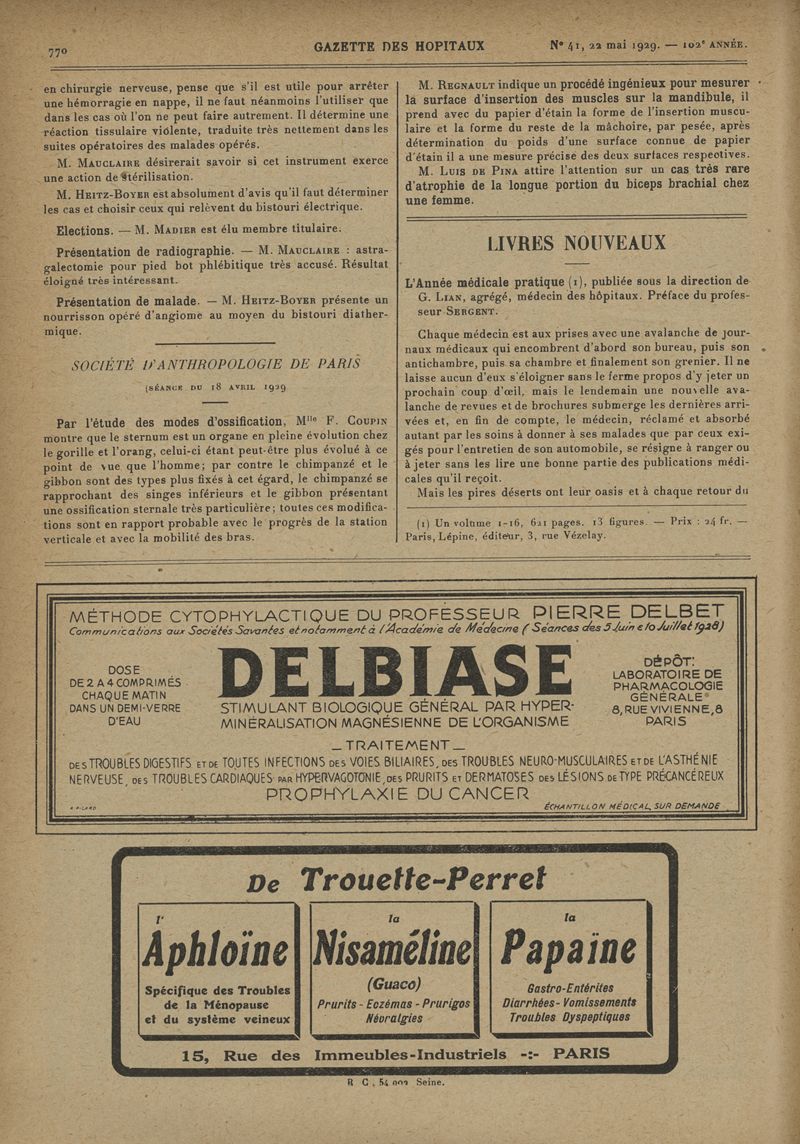 770
GAZETTE DES HOPITAUX
N° 41, 22 mai 1929. — 102e ANNÉE.
en chirurgie nerveuse, pense que s'il est utile pour arrêter
une hémorragie en nappe, il ne faut néanmoins l'utiliser que
dans les cas où l'on ne peut faire autrement. Il détermine une
réaction tissulaire violente, traduite très nettement dans les
suites opératoires des malades opérés.
M. MAUCLAIRE désirerait savoir si cet instrument exerce
une action de stérilisation.
M. HEITZ-BOYER est absolument d'avis qu'il faut déterminer
les cas et choisir ceux qui relèvent du bistouri électrique.
Elections. — M. MADIER est élu membre titulaire.
Présentation de radiographie. — M. MAUCLAIRE : astra-
galectomie pour pied bot phlébitique très accusé. Résultat
éloigné très intéressant.
Présentation de malade. — M. HEITZ-BOYER présente un
nourrisson opéré d'angiome au moyen du bistouri diather-
mique.
SOCIÉTÉ D'ANTHROPOLOGIE DE PARIS
(SÉANCE DU 18 AVRIL 1929
Par l'étude des modes d'ossification, Mlle F. COUPIN
montre que le sternum est un organe en pleine évolution chez
le gorille et l'orang, celui-ci étant peut-être plus évolué à ce
point de vue que l'homme; par contre le chimpanzé et le
gibbon sont des types plus fixés à cet égard, le chimpanzé se
rapprochant des singes inférieurs et le gibbon présentant
une ossification sternale très particulière; toutes ces modifica-
tions sont en rapport probable avec le progrès de la station
verticale et avec la mobilité des bras.
M. REGNAULT indique un procédé ingénieux pour mesurer
la surface d'insertion des muscles sur la mandibule, il
prend avec du papier d'étain la forme de l'insertion muscu-
laire et la forme du reste de la mâchoire, par pesée, après
détermination du poids d'une surface connue de papier
d'étain il a une mesure précise des deux surfaces respectives.
M. LUIS DE PINA attire l'attention sur un cas très rare
d'atrophie de la longue portion du biceps brachial chez
une femme.
LIVRES NOUVEAUX
L'Année médicale pratique (1), publiée sous la direction de
G. LIAN, agrégé, médecin des hôpitaux. Préface du profes-
seur SERGENT.
Chaque médecin est aux prises avec une avalanche de jour-
naux médicaux qui encombrent d'abord son bureau, puis son
antichambre, puis sa chambre et finalement son grenier. Il ne
laisse aucun d'eux s'éloigner sans le ferme propos d'y jeter un
prochain coup d'œil, mais le lendemain une nouvelle ava-
lanche de revues et de brochures submerge les dernières arri-
vées et, en fin de compte, le médecin, réclamé et absorbé
autant par les soins à donner à ses malades que par ceux exi-
gés pour l'entretien de son automobile, se résigne à ranger ou
à jeter sans les lire une bonne partie des publications médi-
cales qu'il reçoit.
Mais les pires déserts ont leur oasis et à chaque retour du
(1) Un volume 1-16, 621 pages. 13 figures. — Prix : 24 fr. —
Paris, Lépine, éditeur, 3, rue Vézelay.
MÉTHODE CYTOPHYLACTIQUE DU PROFESSEUR PIERRE DELBET
Communications aux Sociétés Savantes et notamment à l'Académie de Médecine (Séances des 5 Juin et 10 Juillet 1928)
DOSE
DE 2 A 4 COMPRIMÉS
CHAQUE MATIN
DANS UN DEMI-VERRE
D'EAU
DELBIASE
STIMULANT BIOLOGIQUE GÉNÉRAL PAR HYPER-
MINÉRALISATION MAGNÉSIENNE DE L'ORGANISME
DÉPÔT:
LABORATOIRE DE
PHARMACOLOGIE
GÉNÉRALE
8, RUE VIVIENNE, 8
PARIS
_ TRAITEMENT _
DES TROUBLES DIGESTIFS ET DE TOUTES INFECTIONS DES VOIES BILIAIRES, DES TROUBLES NEURO-MUSCULAIRES ET DE L'ASTHÉNIE
NERVEUSE, DES TROUBLES CARDIAQUES PAR HYPERVAGOTONIE, DES PRURITS ET DERMATOSES DES LÉSIONS DE TYPE PRÉCANCÉREUX
PROPHYLAXIE DU CANCER
ÉCHANTILLON MÉDICAL, SUR DEMANDE
De Trouette-Perret
l'
Aphloïne
Spécifique des Troubles
de la Ménopause
et du système veineux
la
Nisaméline
(Guaco)
Prurits - Eczémas - Prurigos
Névralgies
la
Papaïne
Gastro-Entérites
Diarrhées - Vomissements
Troubles Dyspeptiques
15, Rue des Immeubles-Industriels -:- PARIS
R C, 54 002 Seine.